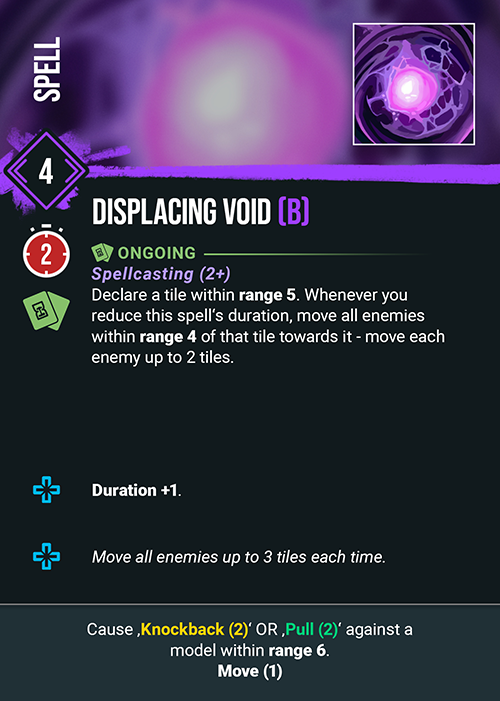 SPELL
4
DISPLACING VOID (B)
2
ONGOING
Spellcasting (2+)
Declare a tile within range 5. Whenever you
reduce this spell's duration, move all enemies
within range 4 of that tile towards it - move each
enemy up to 2 tiles.
Duration +1.
Move all enemies up to 3 tiles each time.
Cause ‚Knockback (2)‘ OR ‚Pull (2)‘ against a
model within range 6.
Move (1)